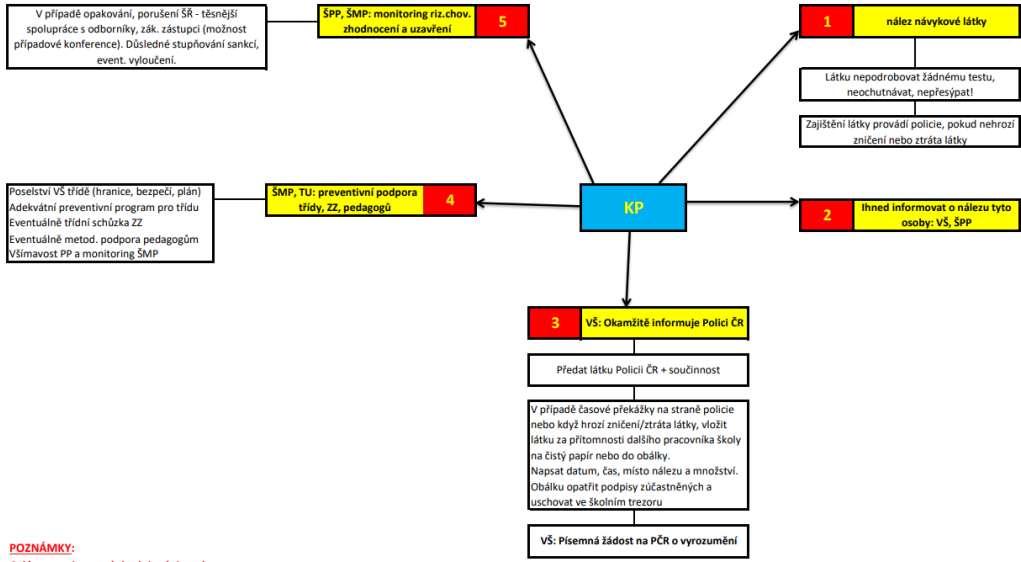 1
nález návykové látky
Látku nepodrobovat žádnému testu,
neochutnávat, nepřesýpat!
Zajištění látky provádí policie, pokud nehrozí
zničení nebo ztráta látky
KP
2
Ihned informovat o nálezu tyto
osoby: VŠ, ŠPP
3
VŠ: Okamžitě informuje Polici ČR
Předat látku Policii ČR + součinnost
V případě časové překážky na straně policie
nebo když hrozí zničení/ztráta látky, vložit
látku za přítomnosti dalšího pracovníka školy
na čistý papír nebo do obálky.
Napsat datum, čas, místo nálezu a množství.
Obálku opatřit podpisy zúčastněných a
uschovat ve školním trezoru
VŠ: Písemná žádost na PČR o vyrozumění
ŠMP, TU: preventivní podpora
třídy, ZZ, pedagogů
4
Poselství VŠ třídě (hranice, bezpečí, plán)
Adekvátní preventivní program pro třídu
Eventuálně třídní schůzka ZZ
Eventuálně metod. podpora pedagogům
Všímavost PP a monitoring ŠMP
ŠPP, ŠMP: monitoring riz.chov.
zhodnocení a uzavření
5
V případě opakování, porušení ŠŘ - těsnější
spolupráce s odborníky, zák. zástupci (možnost
případové konference). Důsledné stupňování sankcí,
event. vyloučení.
POZNÁMKY: